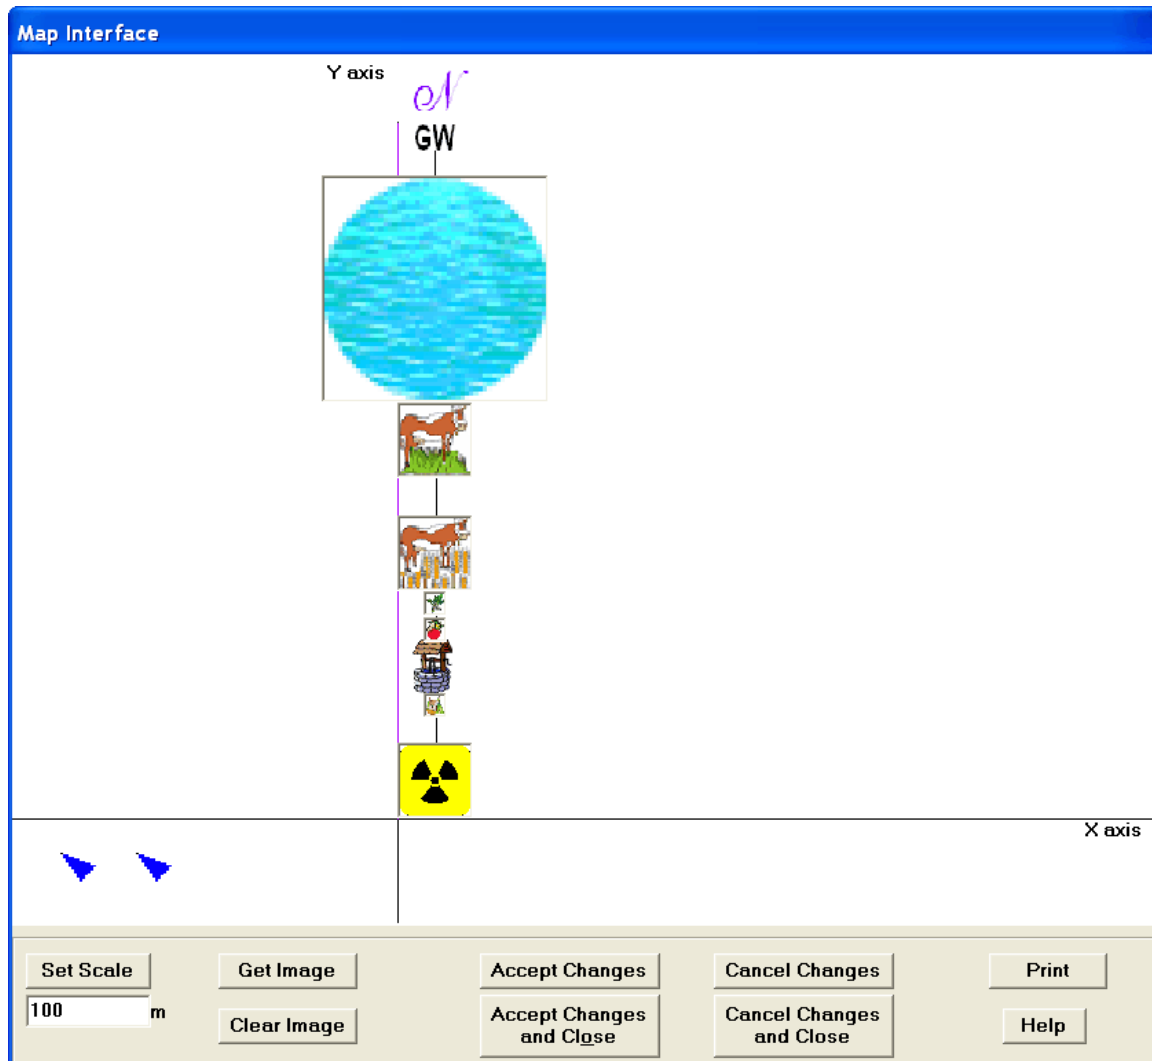 Map Interface
Y axis
N
GW
X axis
Set Scale
Get Image
Accept Changes
Cancel Changes
Print
100 m
Clear Image
Accept Changes
and Close
Cancel Changes
and Close
Help